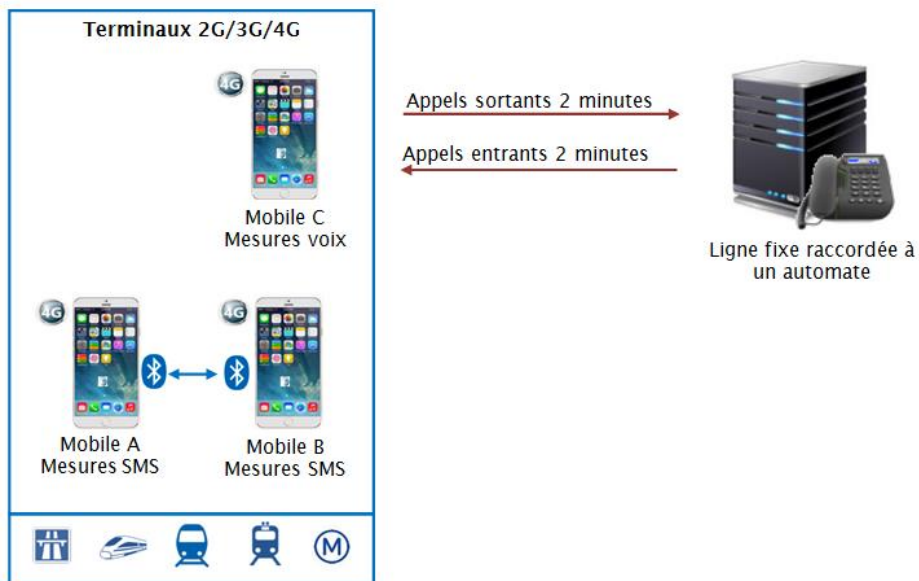 Terminaux 2G/3G/4G
4G
Appels sortants 2 minutes
Appels entrants 2 minutes
Mobile C
Mesures voix
Ligne fixe raccordée à
un automate
4G
4G
Mobile A
Mesures SMS
Mobile B
Mesures SMS
M